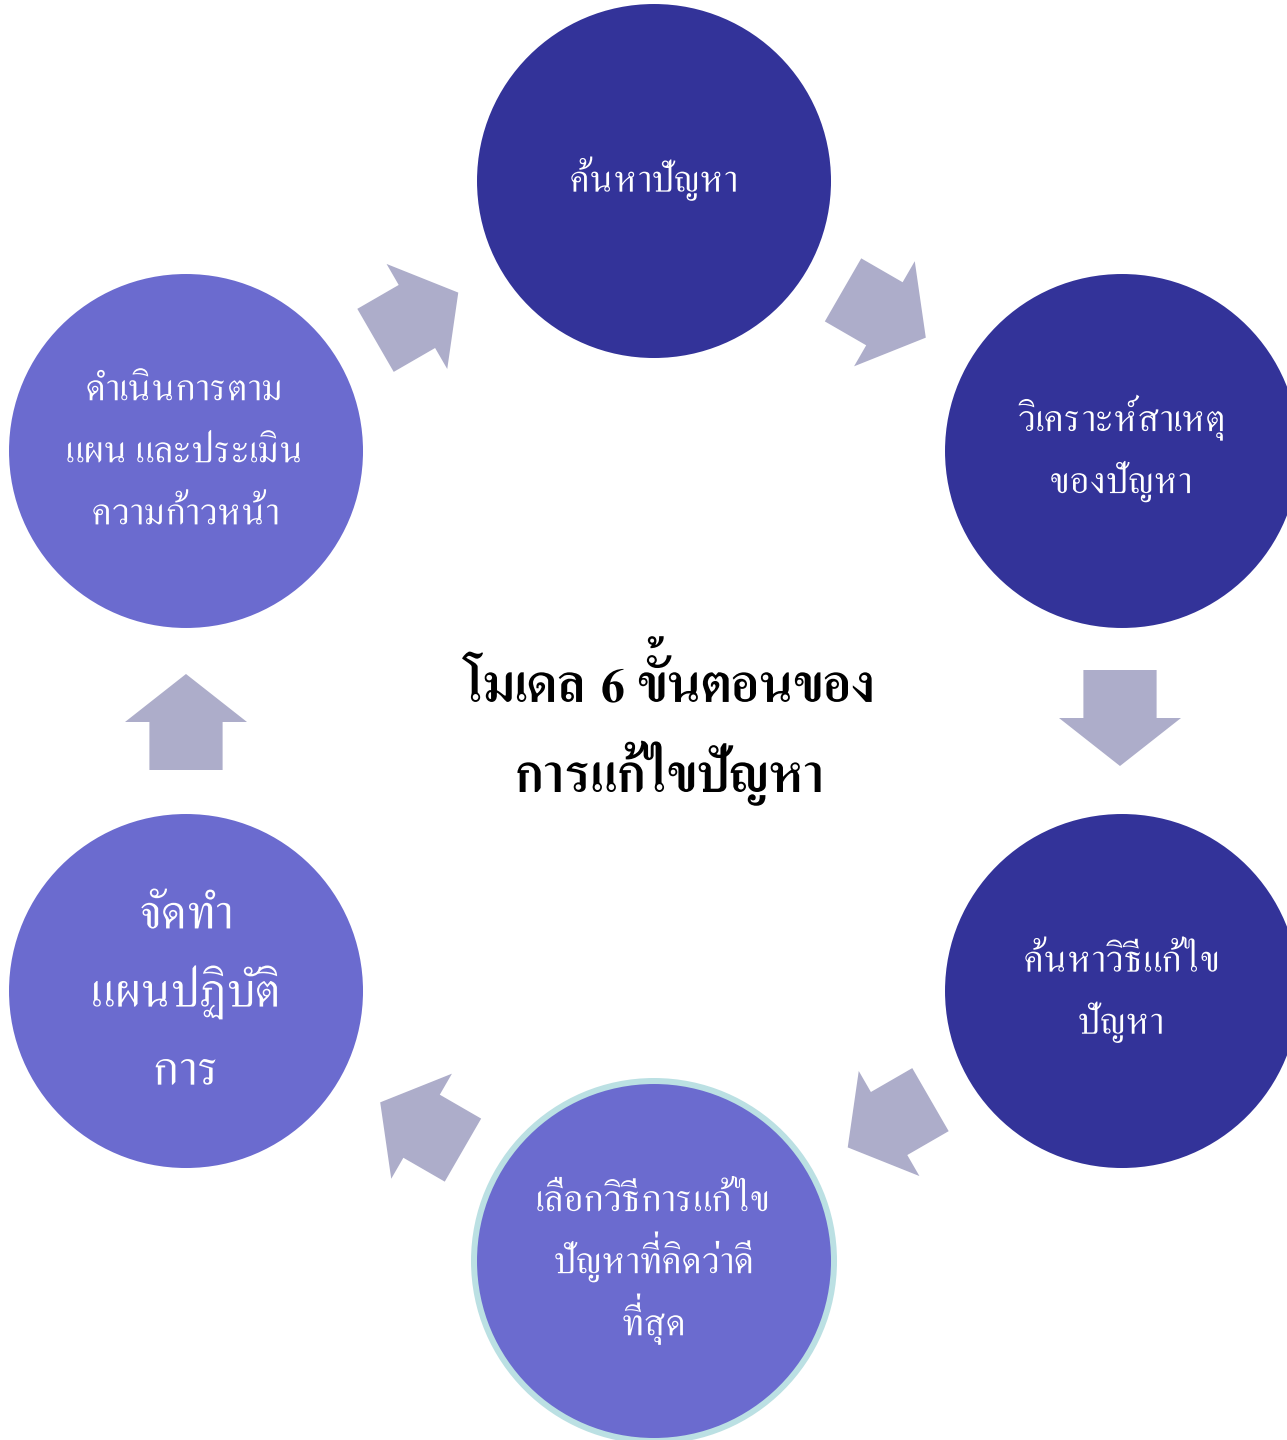 ค้นหาปัญหา
วิเคราะห์สาเหตุ
ของปัญหา
ค้นหาวิธีแก้ไข
ปัญหา
เลือกวิธีการแก้ไข
ปัญหาที่คิดว่าดี
ที่สุด
จัดทำ
แผนปฏิบัติ
การ
ดำเนินการตาม
แผน และประเมิน
ความก้าวหน้า
โมเดล 6 ขั้นตอนของ
การแก้ไขปัญหา